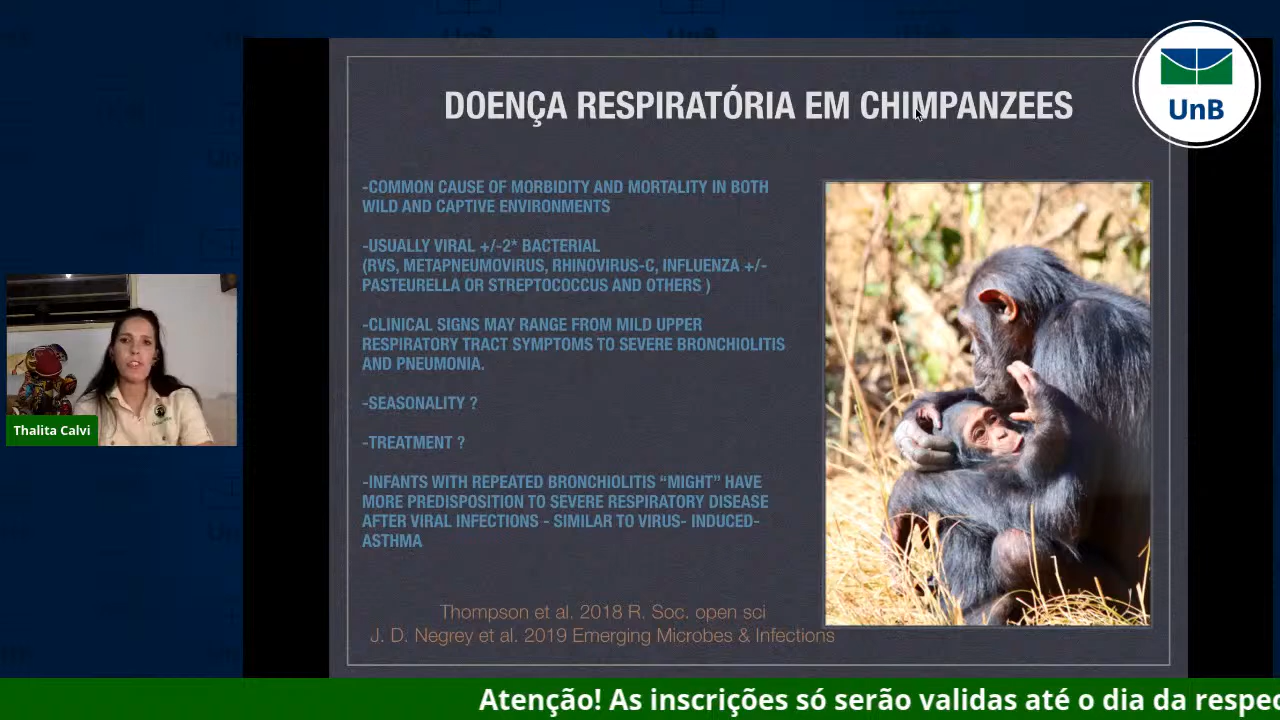 DOENÇA RESPIRATÓRIA EM CHIMPANZEES
UnB
-COMMON CAUSE OF MORBIDITY AND MORTALITY IN BOTH
WILD AND CAPTIVE ENVIRONMENTS
-USUALLY VIRAL +/-2* BACTERIAL
(RVS, METAPNEUMOVIRUS, RHINOVIRUS-C, INFLUENZA +/-
PASTEURELLA OR STREPTOCOCCUS AND OTHERS )
-CLINICAL SIGNS MAY RANGE FROM MILD UPPER
RESPIRATORY TRACT SYMPTOMS TO SEVERE BRONCHIOLITIS
AND PNEUMONIA.
-SEASONALITY ?
-TREATMENT ?
-INFANTS WITH REPEATED BRONCHIOLITIS “MIGHT” HAVE
MORE PREDISPOSITION TO SEVERE RESPIRATORY DISEASE
AFTER VIRAL INFECTIONS - SIMILAR TO VIRUS- INDUCED-
ASTHMA
Thompson et al. 2018 R. Soc. open sci
J. D. Negrey et al. 2019 Emerging Microbes & Infections
Thalita Calvi
Atenção! As inscrições só serão validas até o dia da respec